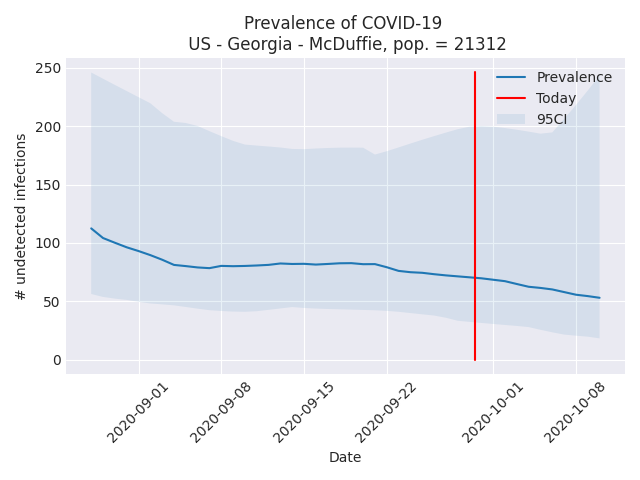 Prevalence of COVID-19
US - Georgia - McDuffie, pop. = 21312
250
200
150
100
50
0
# undetected infections
Prevalence
Today
95CI
2020-09-01
2020-09-08
2020-09-15
2020-09-22
2020-10-01
2020-10-08
Date